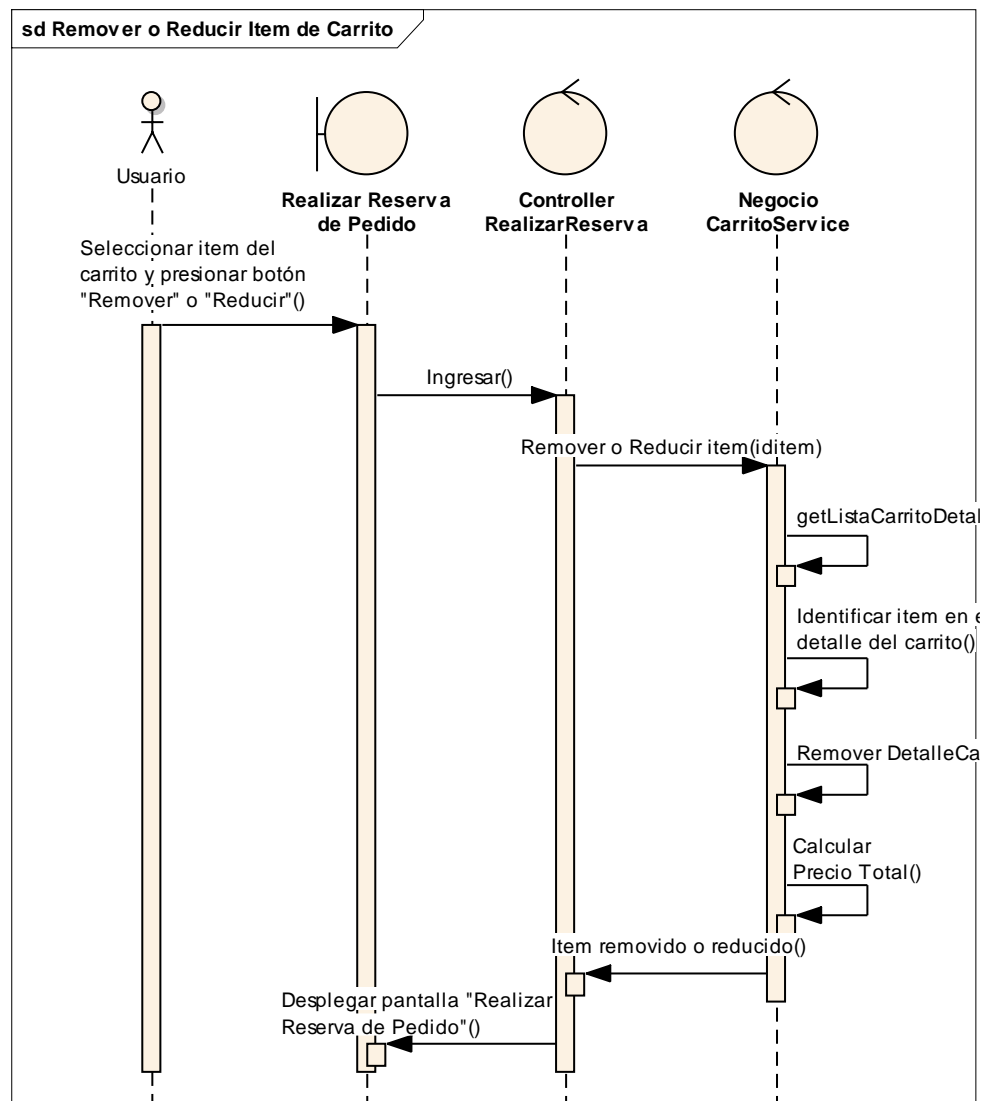 sd Remover o Reducir Item de Carrito
Usuario
Realizar Reserva
de Pedido
Controller
RealizarReserva
Negocio
CarritoService
Seleccionar item del
carrito y presionar botón
"Remover" o "Reducir"()
Ingresar()
Remover o Reducir item(iditem)
getListaCarritoDetal
Identificar item en e
detalle del carrito()
Remover DetalleCa
Calcular
Precio Total()
Item removido o reducido()
Desplegar pantalla "Realizar
Reserva de Pedido"()